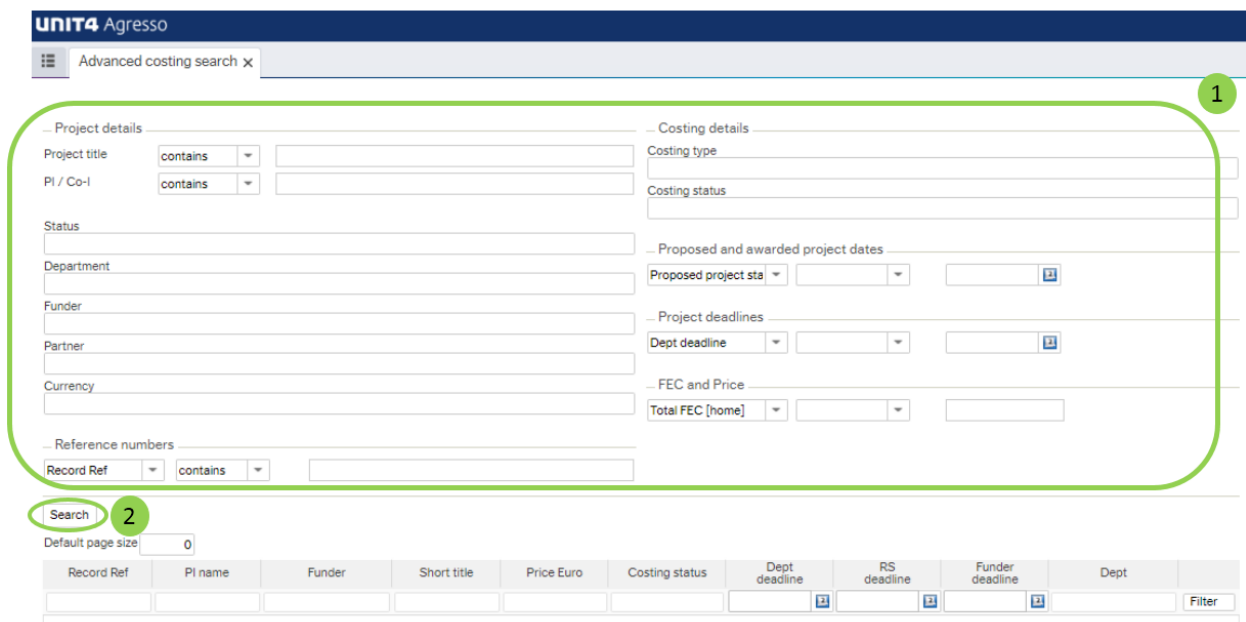 UNIT4 Agresso
Advanced costing search x
1
Project details
Project title contains
PI / Co-I contains
Status
Department
Funder
Partner
Currency
Reference numbers
Record Ref contains
Costing details
Costing type
Costing status
Proposed and awarded project dates
Proposed project sta
Project deadlines
Dept deadline
FEC and Price
Total FEC [home]
Search 2
Default page size 0
Record Ref PI name Funder Short title Price Euro Costing status Dept deadline RS deadline Funder deadline Dept
Filter